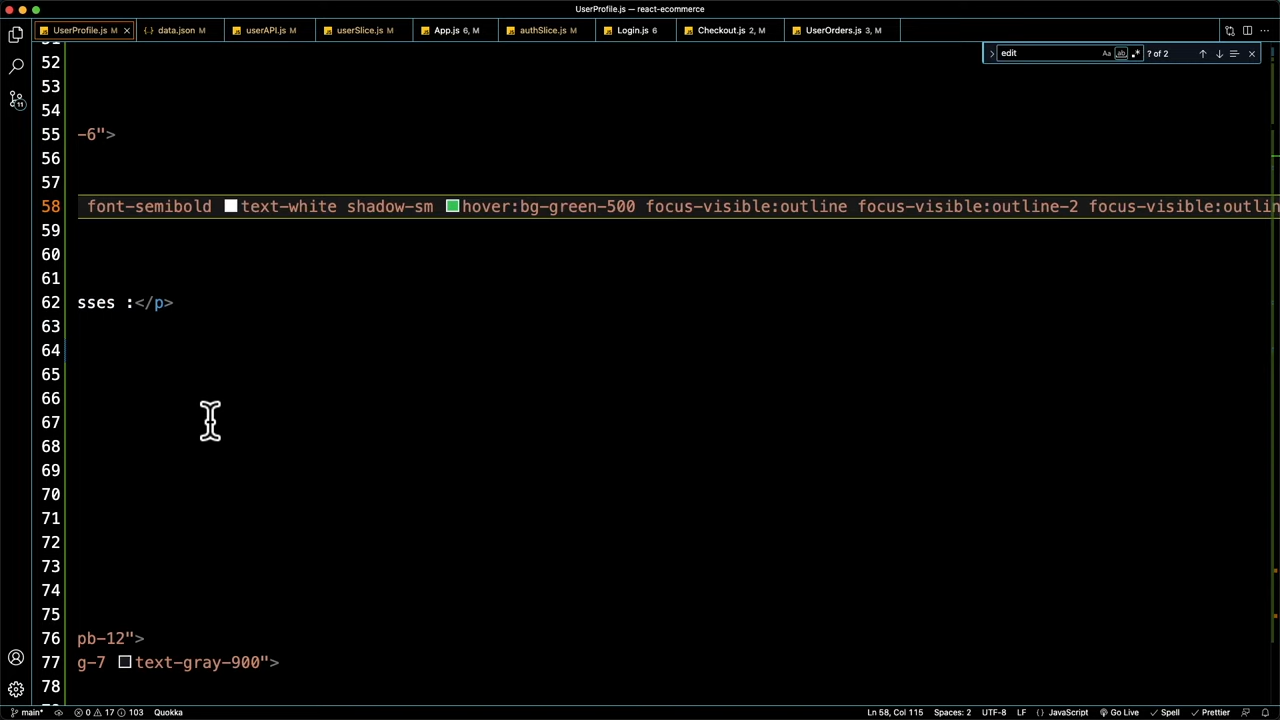 UserProfile.js — react-ecommerce
UserProfile.js M
data.json M
userAPI.js M
userSlice.js M
App.js 6, M
authSlice.js M
Login.js 6
Checkout.js 2, M
UserOrders.js 3, M
edit
Aa
ab
? of 2
51
52
53
54
55 -6">
56
57
58 font-semibold text-white shadow-sm hover:bg-green-500 focus-visible:outline focus-visible:outline-2 focus-visible:outlin
59
60
61
62 sses :</p>
63
64
65
66
67
68
69
70
71
72
73
74
75
76 pb-12">
77 g-7 text-gray-900">
78
11
main*
0 17 103
Quokka
Ln 58, Col 115
Spaces: 2
UTF-8
LF
{ } JavaScript
Go Live
Spell
Prettier